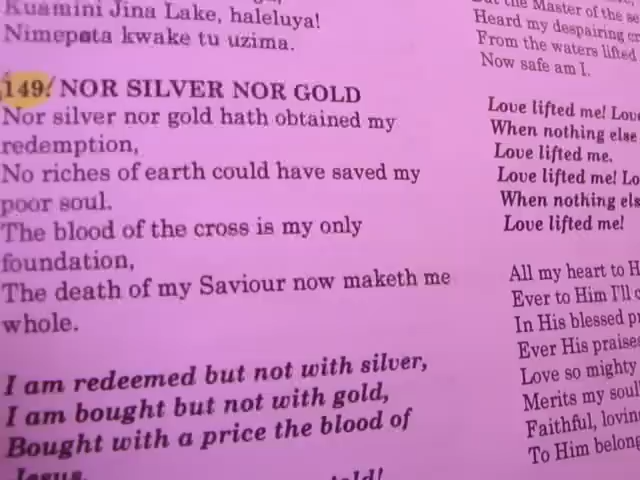 Kuamini Jina Lake, haleluya!
Nimepata kwake tu uzima.
149. NOR SILVER NOR GOLD
Nor silver nor gold hath obtained my
redemption,
No riches of earth could have saved my
poor soul.
The blood of the cross is my only
foundation,
The death of my Saviour now maketh me
whole.
I am redeemed but not with silver,
I am bought but not with gold,
Bought with a price the blood of
Jesus,
the Master of the
Heard my despairing
From the waters lifted
Now safe am I.
Love lifted me!
When nothing else
Love lifted me.
Love lifted me!
When nothing
Love lifted me!
All my heart to
Ever to Him I'll
In His blessed
Ever His
Love so mighty
Merits my
Faithful,
To Him